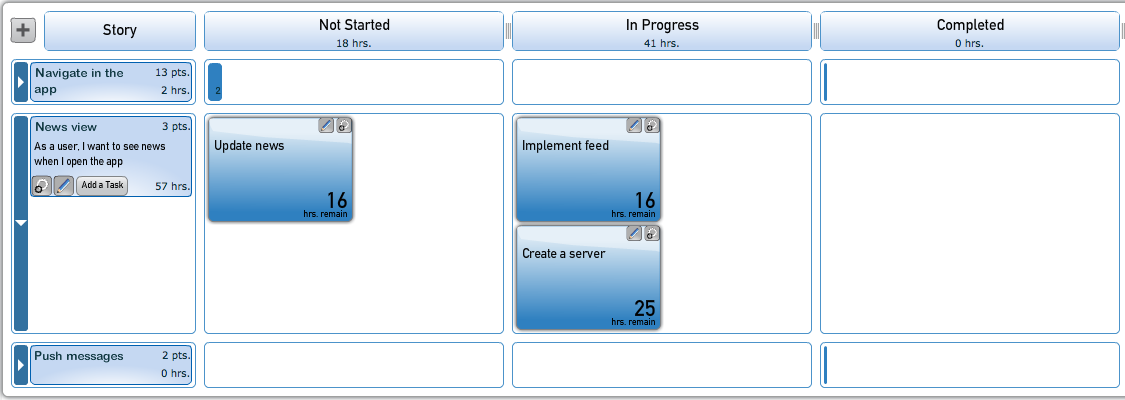 Story
Not Started
18 hrs.
In Progress
41 hrs.
Completed
0 hrs.
Navigate in the
app
13 pts.
2 hrs.
2
News view
3 pts.
As a user, I want to see news
when I open the app
Add a Task
57 hrs.
Update news
16
hrs. remain
Implement feed
16
hrs. remain
Create a server
25
hrs. remain
Push messages
2 pts.
0 hrs.